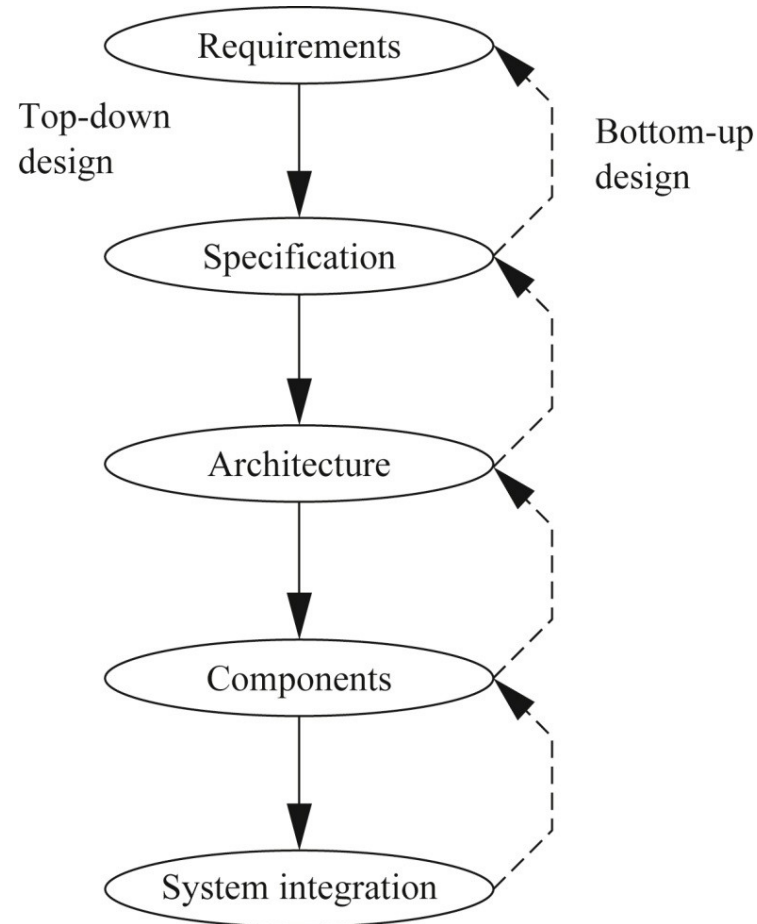 Requirements
Top-down
design
Bottom-up
design
Specification
Architecture
Components
System integration